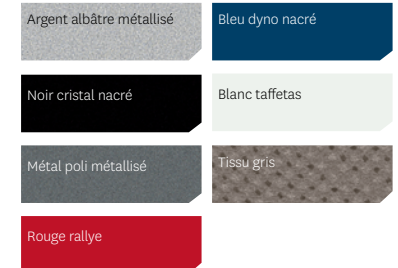 Argent albâtre métallisé
Bleu dyno nacré
Noir cristal nacré
Blanc taffetas
Métal poli métallisé
Tissu gris
Rouge rallye